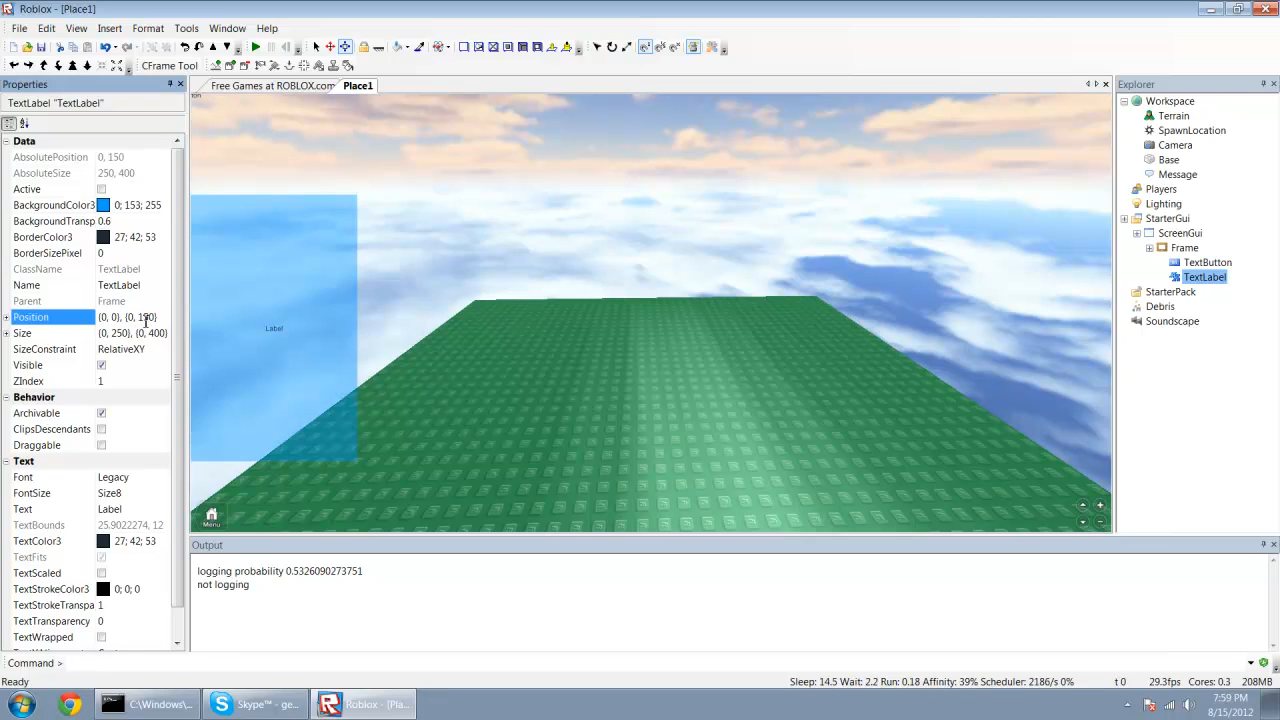 Roblox - [Place1]
File Edit View Insert Format Tools Window Help
CFrame Tool
Properties
TextLabel "TextLabel"
Data
AbsolutePosition 0, 150
AbsoluteSize 250, 400
Active
BackgroundColor3 0; 153; 255
BackgroundTransp 0.6
BorderColor3 27; 42; 53
BorderSizePixel 0
ClassName TextLabel
Name TextLabel
Parent Frame
Position {0, 0}, {0, 150}
Size {0, 250}, {0, 400}
SizeConstraint RelativeXY
Visible
ZIndex 1
Behavior
Archivable
ClipsDescendants
Draggable
Text
Font Legacy
FontSize Size8
Text Label
TextBounds 25.9022274, 12
TextColor3 27; 42; 53
TextFits
TextScaled
TextStrokeColor3 0; 0; 0
TextStrokeTranspa 1
TextTransparency 0
TextWrapped
Free Games at ROBLOX.com Place1
Label
Menu
Explorer
Workspace
Terrain
SpawnLocation
Camera
Base
Message
Players
Lighting
StarterGui
ScreenGui
Frame
TextButton
TextLabel
StarterPack
Debris
Soundscape
Output
logging probability 0.5326090273751
not logging
Command >
Ready
Sleep: 14.5 Wait: 2.2 Run: 0.18 Affinity: 39% Scheduler: 2186/s 0%
t 0
29.3fps
Cores: 0.3
208MB
C:\Windows\...
Skype™ - ge...
Roblox - [Pla...
7:59 PM
8/15/2012